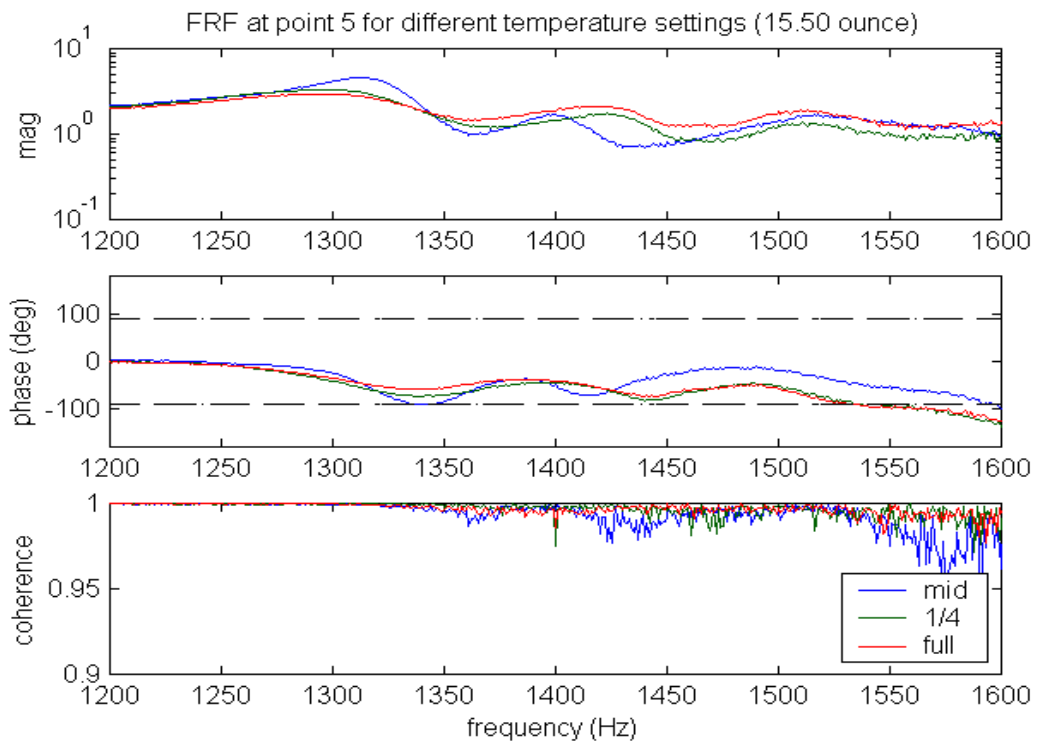 FRF at point 5 for different temperature settings (15.50 ounce)
10^1
10^0
10^-1
mag
1200 1250 1300 1350 1400 1450 1500 1550 1600
100
0
-100
phase (deg)
1200 1250 1300 1350 1400 1450 1500 1550 1600
1
0.95
0.9
coherence
mid
1/4
full
1200 1250 1300 1350 1400 1450 1500 1550 1600
frequency (Hz)